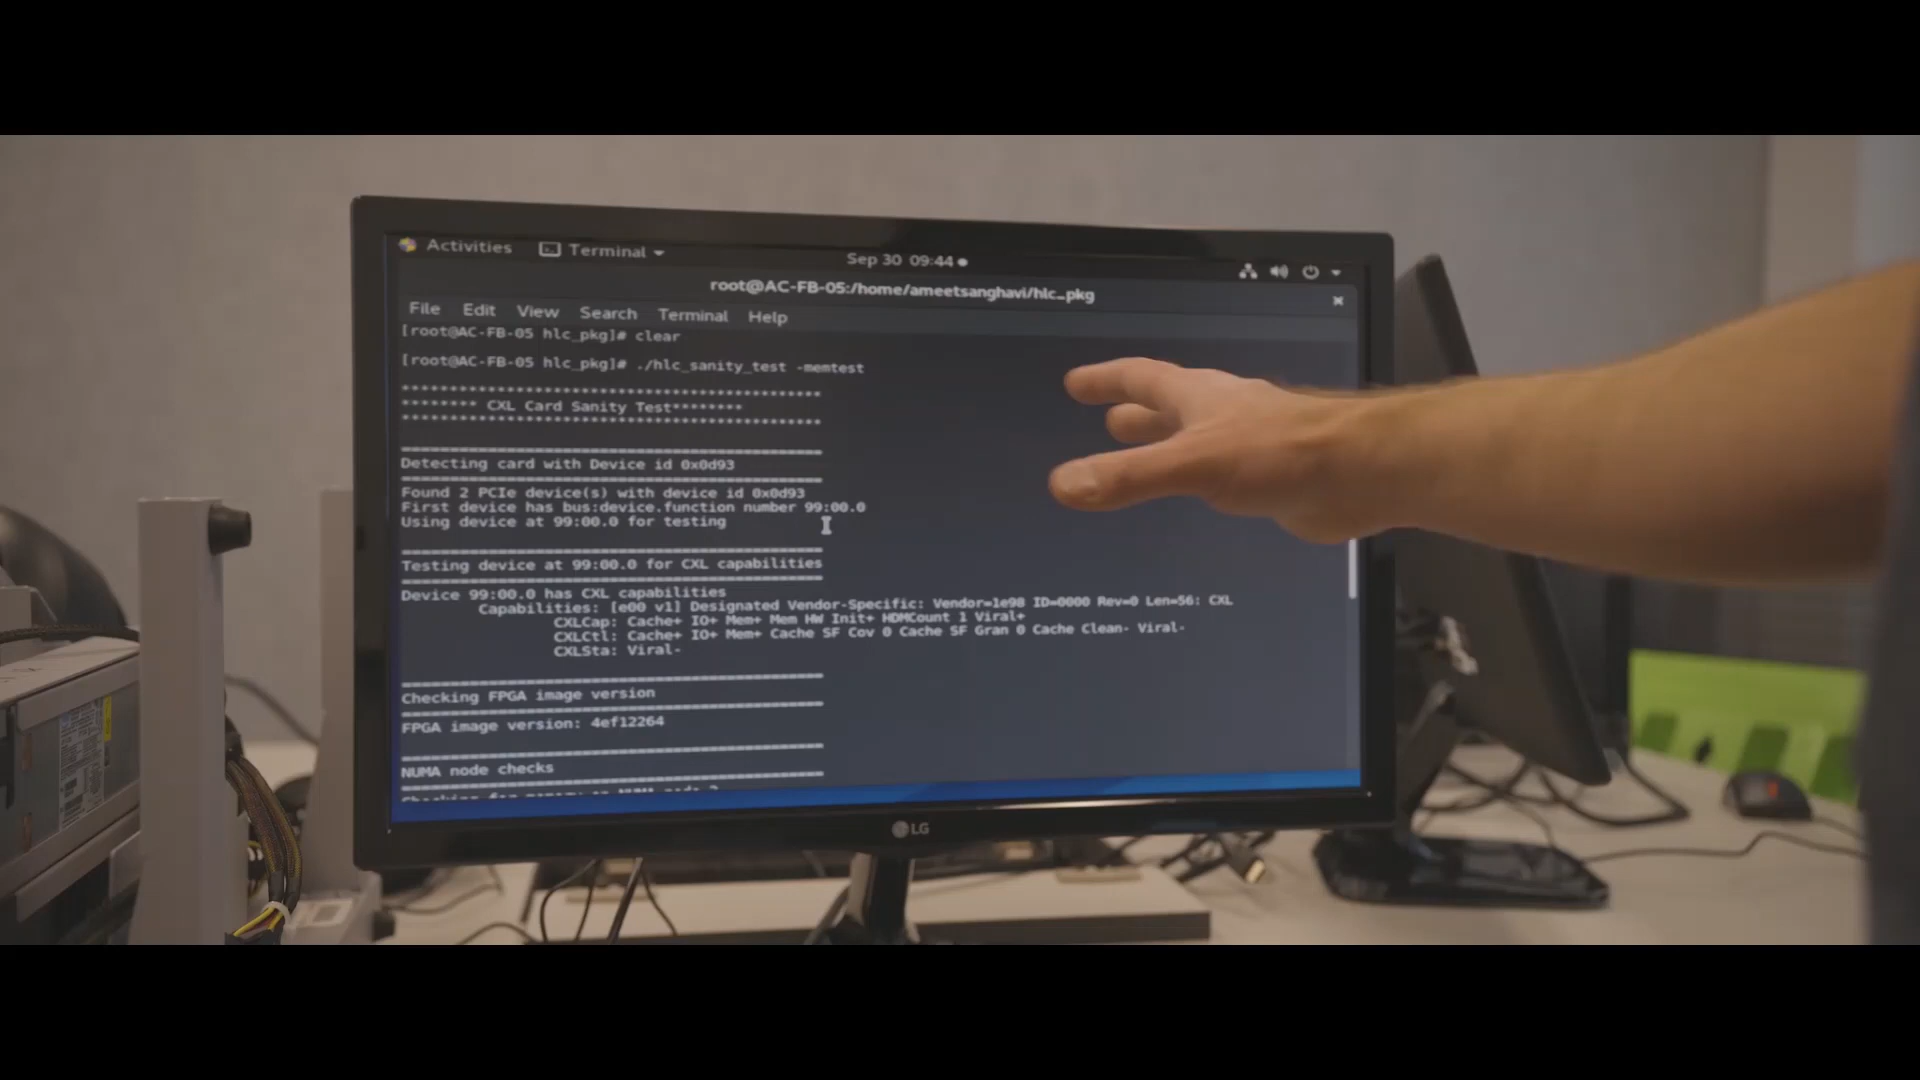 Activities Terminal
Sep 30 09:44
root@AC-FB-05:/home/ameetsanghavi/hlc_pkg
File Edit View Search Terminal Help
[root@AC-FB-05 hlc_pkg]# clear
[root@AC-FB-05 hlc_pkg]# ./hlc_sanity_test -memtest
******** CXL Card Sanity Test********
Detecting card with Device id 0x0d93
Found 2 PCIe device(s) with device id 0x0d93
First device has bus:device.function number 99:00.0
Using device at 99:00.0 for testing
Testing device at 99:00.0 for CXL capabilities
Device 99:00.0 has CXL capabilities
Capabilities: [e00 v1] Designated Vendor-Specific: Vendor=1e98 ID=0000 Rev=0 Len=56: CXL
CXLCap: Cache+ IO+ Mem+ Mem HW Init+ HDMCount 1 Viral+
CXLCtl: Cache+ IO+ Mem+ Cache SF Cov 0 Cache SF Gran 0 Cache Clean- Viral-
CXLSta: Viral-
Checking FPGA image version
FPGA image version: 4ef12264
NUMA node checks
LG